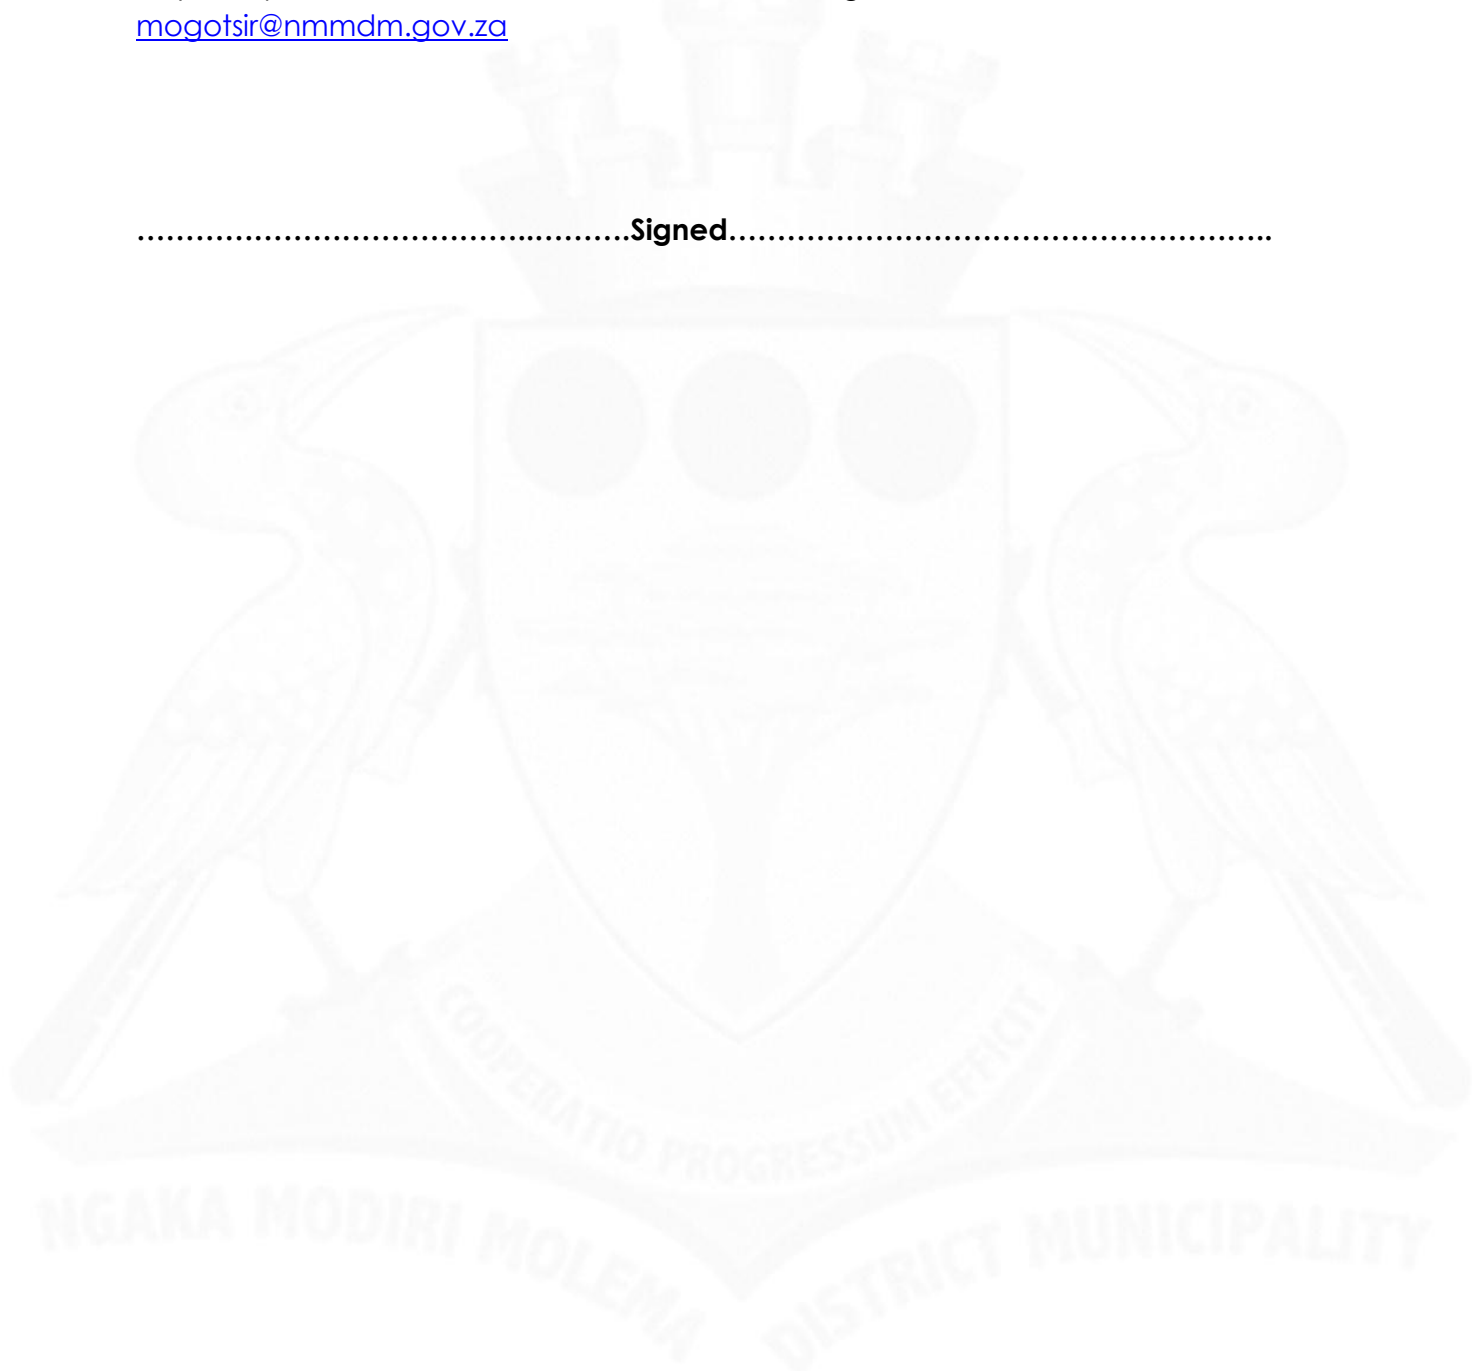 mogotsir@nmmdm.gov.za
…………………………………..……….Signed………………………………………………..
COOPERATIO PROGRESSUM EFFICIT
NGAKA MODIRI MOLEMA DISTRICT MUNICIPALITY